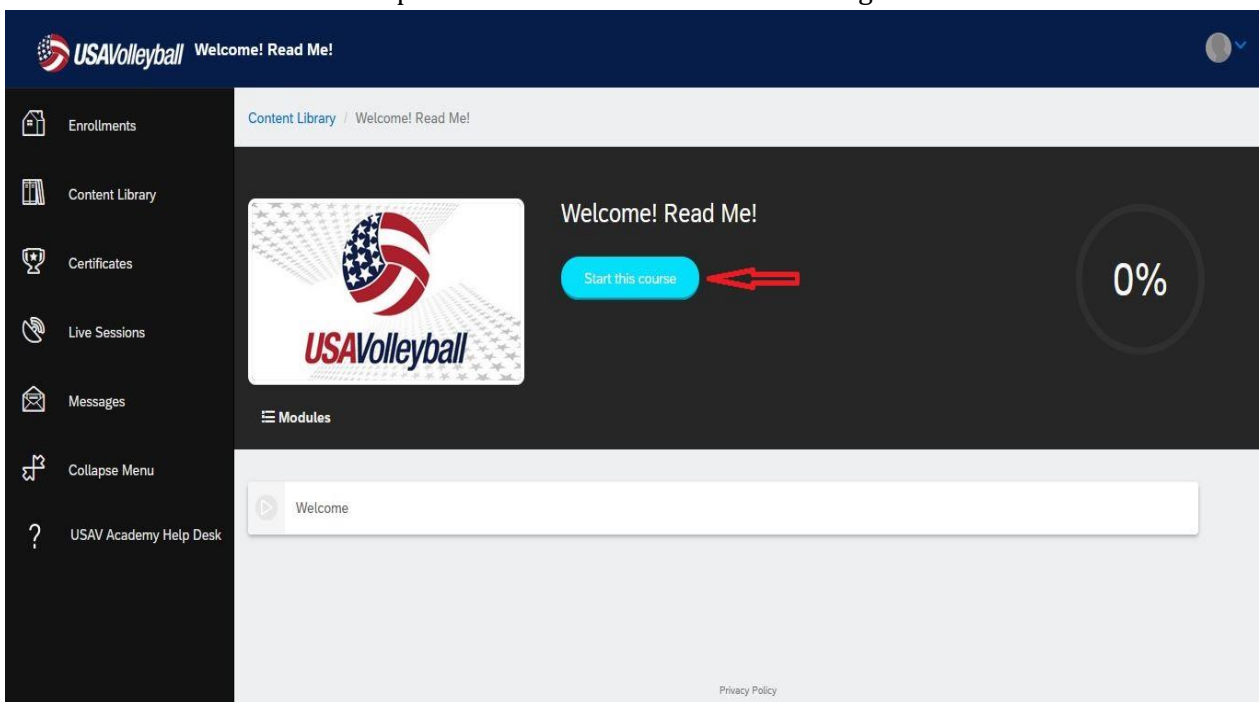 USAVolleyball Welcome! Read Me!
Enrollments
Content Library
Certificates
Live Sessions
Messages
Collapse Menu
? USAV Academy Help Desk
Content Library / Welcome! Read Me!
USAVolleyball
Welcome! Read Me!
Start this course
0%
Modules
Welcome
Privacy Policy